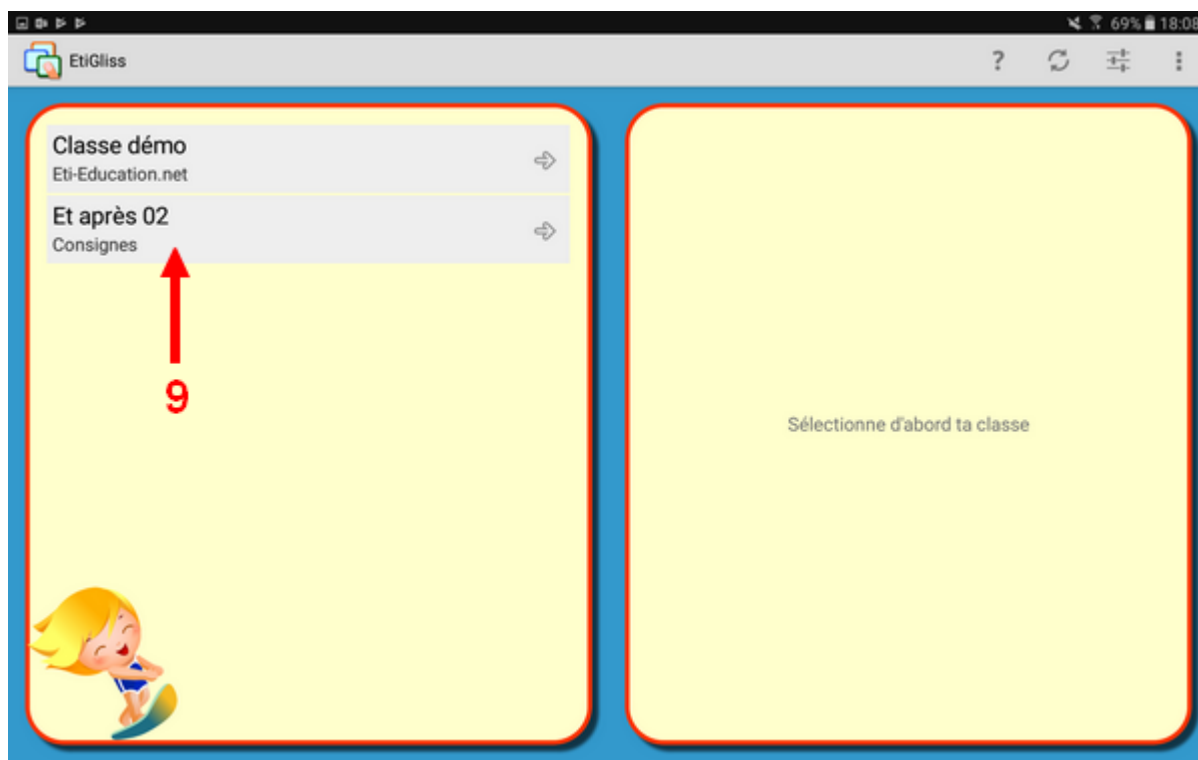 69% 18:08
EtiGliss ?
Classe démo
Eti-Education.net
Et après 02
Consignes
9
Sélectionne d'abord ta classe